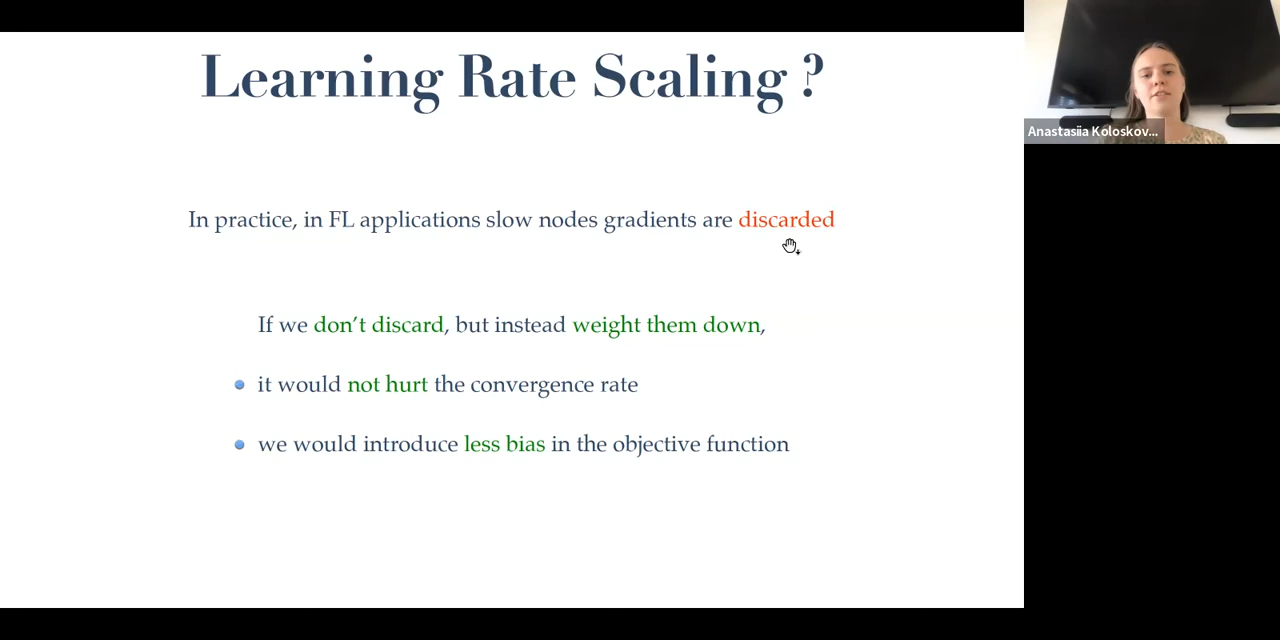 Learning Rate Scaling ?
In practice, in FL applications slow nodes gradients are discarded
If we don't discard, but instead weight them down,
it would not hurt the convergence rate
we would introduce less bias in the objective function
Anastasiia Koloskov...